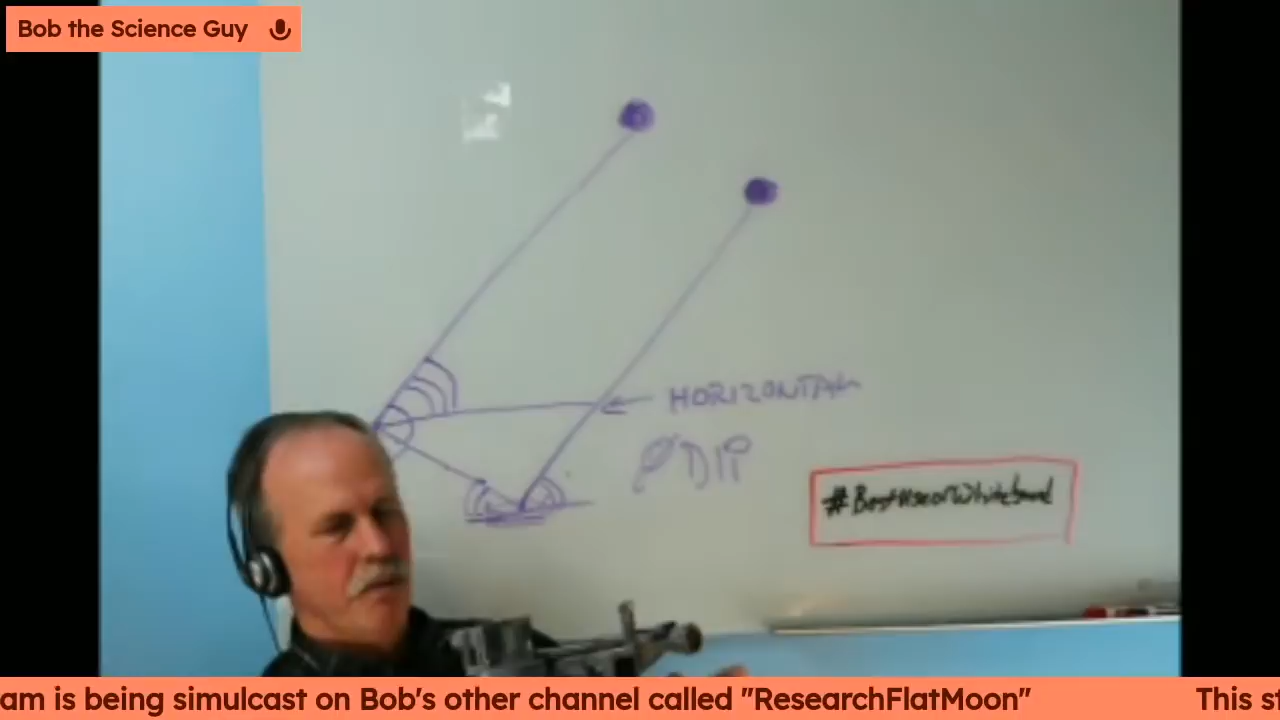 Bob the Science Guy
HORIZONTAL
DIP
#BestUseofWhiteboard
am is being simulcast on Bob's other channel called "ResearchFlatMoon" This st